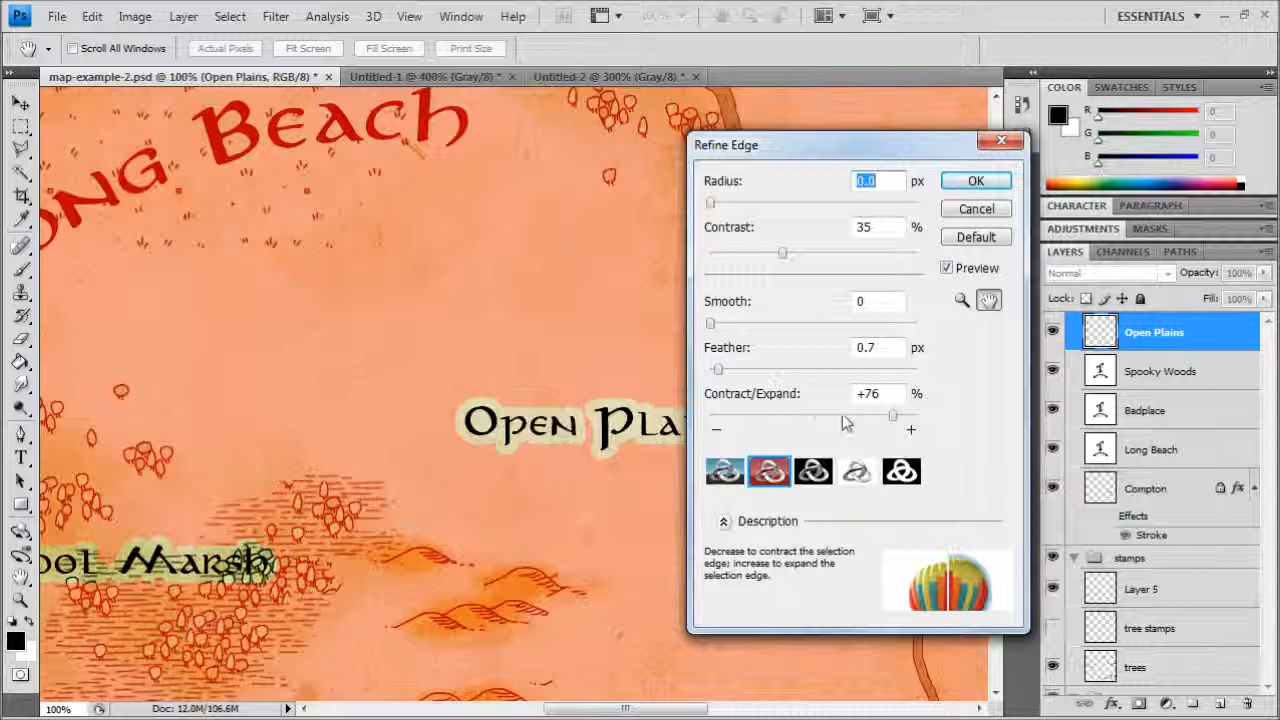 Ps File Edit Image Layer Select Filter Analysis 3D View Window Help 100% ESSENTIALS
Scroll All Windows Actual Pixels Fit Screen Fill Screen Print Size
map-example-2.psd @ 100% (Open Plains, RGB/8) * × Untitled-1 @ 400% (Gray/8) * × Untitled-2 @ 300% (Gray/8) * ×
COLOR SWATCHES STYLES
R 0
G 0
B 0
CHARACTER PARAGRAPH
ADJUSTMENTS MASKS
LAYERS CHANNELS PATHS
Normal Opacity: 100%
Lock: Fill: 100%
Open Plains
Spooky Woods
Badplace
Long Beach
Compton fx
Effects
Stroke
stamps
Layer 5
tree stamps
trees
ong Beach
Open Pla
ool Marsh
Refine Edge
Radius: 0.0 px OK
Contrast: 35 % Cancel
Default
Preview
Smooth: 0
Feather: 0.7 px
Contract/Expand: +76 %
Description
Decrease to contract the selection
edge; increase to expand the
selection edge.
100% Doc: 12.0M/106.6M
fx